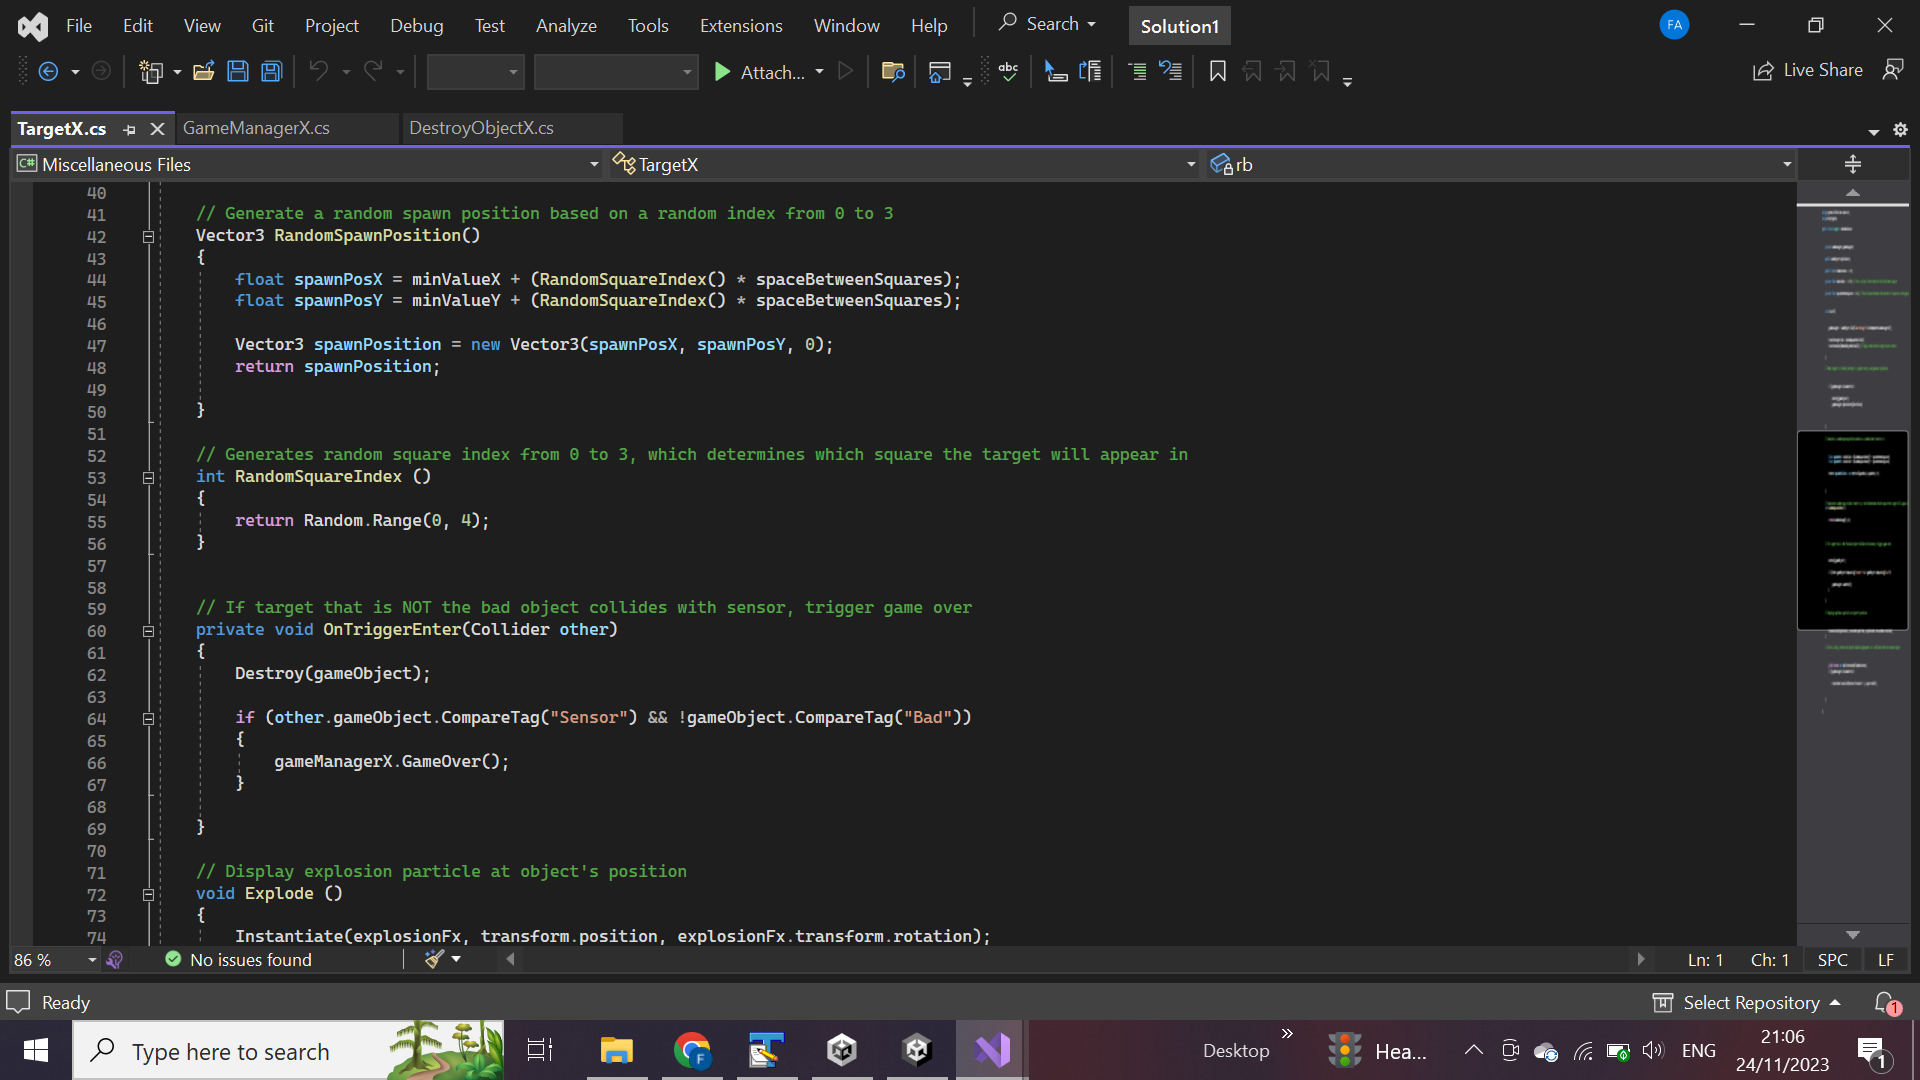 File Edit View Git Project Debug Test Analyze Tools Extensions Window Help Search Solution1 FA
Attach... abc Live Share
TargetX.cs GameManagerX.cs DestroyObjectX.cs
C# Miscellaneous Files TargetX rb
40
41 // Generate a random spawn position based on a random index from 0 to 3
42 Vector3 RandomSpawnPosition()
43 {
44 float spawnPosX = minValueX + (RandomSquareIndex() * spaceBetweenSquares);
45 float spawnPosY = minValueY + (RandomSquareIndex() * spaceBetweenSquares);
46
47 Vector3 spawnPosition = new Vector3(spawnPosX, spawnPosY, 0);
48 return spawnPosition;
49
50 }
51
52 // Generates random square index from 0 to 3, which determines which square the target will appear in
53 int RandomSquareIndex ()
54 {
55 return Random.Range(0, 4);
56 }
57
58
59 // If target that is NOT the bad object collides with sensor, trigger game over
60 private void OnTriggerEnter(Collider other)
61 {
62 Destroy(gameObject);
63
64 if (other.gameObject.CompareTag("Sensor") && !gameObject.CompareTag("Bad"))
65 {
66 gameManagerX.GameOver();
67 }
68
69 }
70
71 // Display explosion particle at object's position
72 void Explode ()
73 {
74 Instantiate(explosionFx, transform.position, explosionFx.transform.rotation);
86 % No issues found Ln: 1 Ch: 1 SPC LF
Ready Select Repository 1
Type here to search Desktop Hea... ENG 21:06
24/11/2023 1